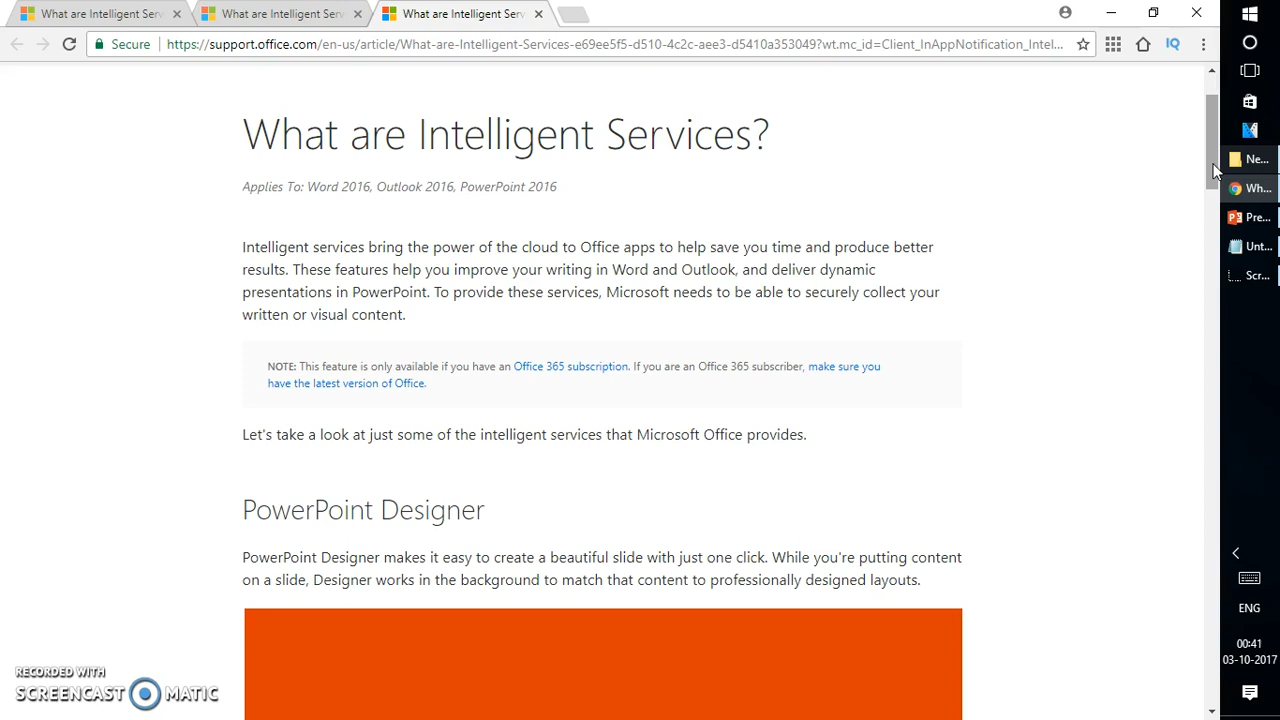 What are Intelligent Serv
What are Intelligent Serv
What are Intelligent Serv
Secure
https://support.office.com/en-us/article/What-are-Intelligent-Services-e69ee5f5-d510-4c2c-aee3-d5410a353049?wt.mc_id=Client_InAppNotification_Intel...
IQ
What are Intelligent Services?
Applies To: Word 2016, Outlook 2016, PowerPoint 2016
Intelligent services bring the power of the cloud to Office apps to help save you time and produce better
results. These features help you improve your writing in Word and Outlook, and deliver dynamic
presentations in PowerPoint. To provide these services, Microsoft needs to be able to securely collect your
written or visual content.
NOTE: This feature is only available if you have an Office 365 subscription. If you are an Office 365 subscriber, make sure you
have the latest version of Office.
Let's take a look at just some of the intelligent services that Microsoft Office provides.
PowerPoint Designer
PowerPoint Designer makes it easy to create a beautiful slide with just one click. While you're putting content
on a slide, Designer works in the background to match that content to professionally designed layouts.
Ne...
Wh...
Pre...
Unt...
Scr...
ENG
00:41
03-10-2017
RECORDED WITH
SCREENCAST MATIC